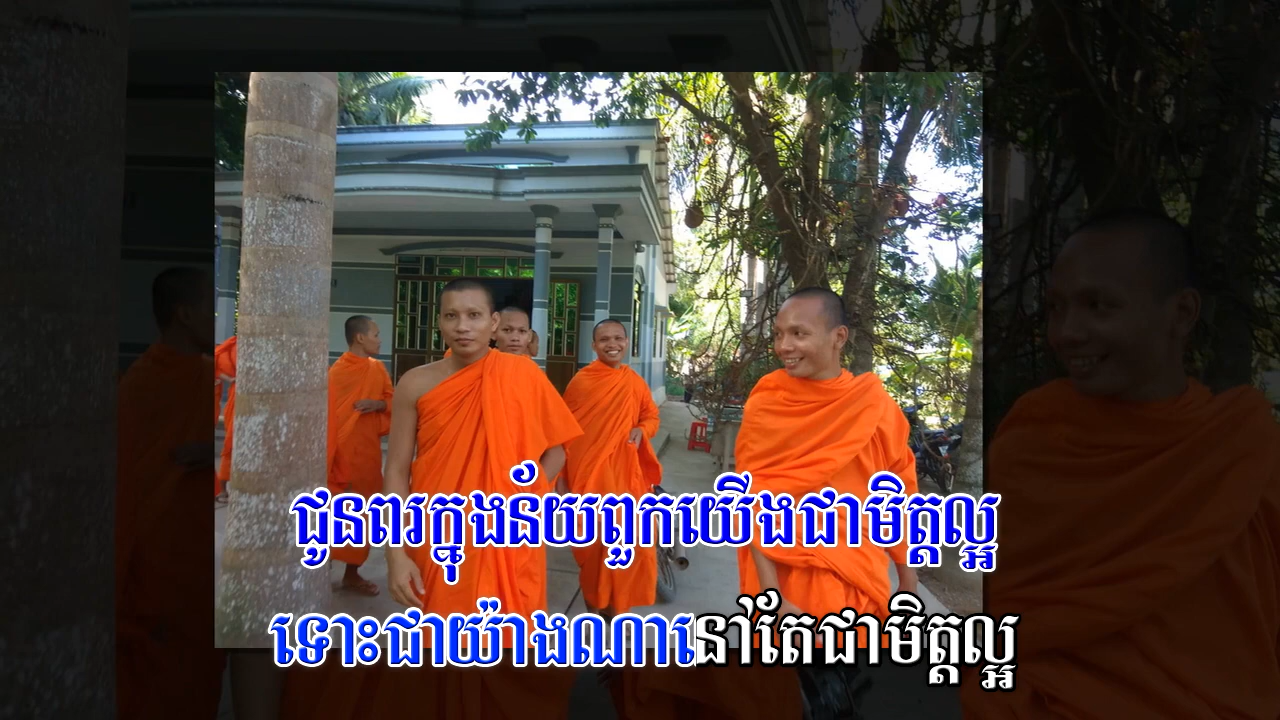 ជូនពរក្នុងន័យពួកយើងជាមិត្តល្អ
ទោះជាយ៉ាងណានៅតែជាមិត្តល្អ